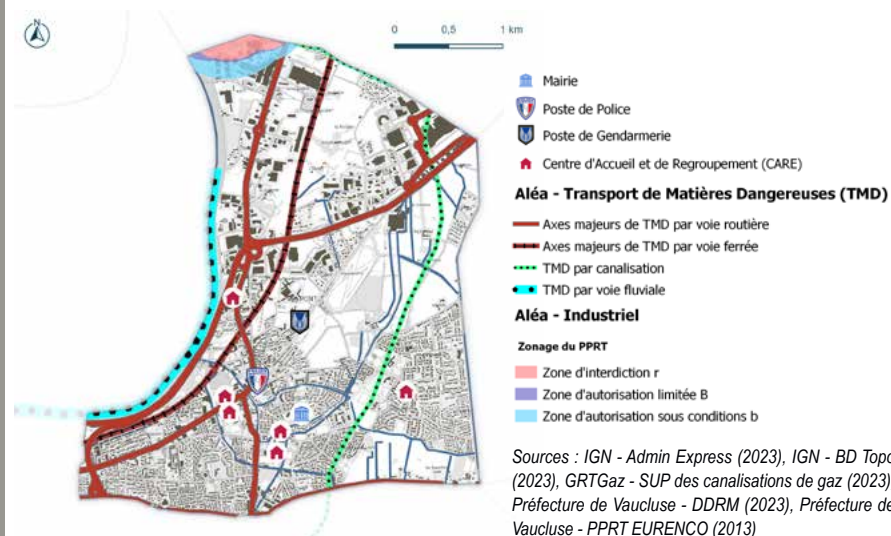 N
0 0,5 1 km
Mairie
Poste de Police
Poste de Gendarmerie
Centre d'Accueil et de Regroupement (CARE)
Aléa - Transport de Matières Dangereuses (TMD)
Axes majeurs de TMD par voie routière
Axes majeurs de TMD par voie ferrée
TMD par canalisation
TMD par voie fluviale
Aléa - Industriel
Zonage du PPRT
Zone d'interdiction r
Zone d'autorisation limitée B
Zone d'autorisation sous conditions b
Sources : IGN - Admin Express (2023), IGN - BD Topo
(2023), GRTGaz - SUP des canalisations de gaz (2023)
Préfecture de Vaucluse - DDRM (2023), Préfecture de
Vaucluse - PPRT EURENCO (2013)